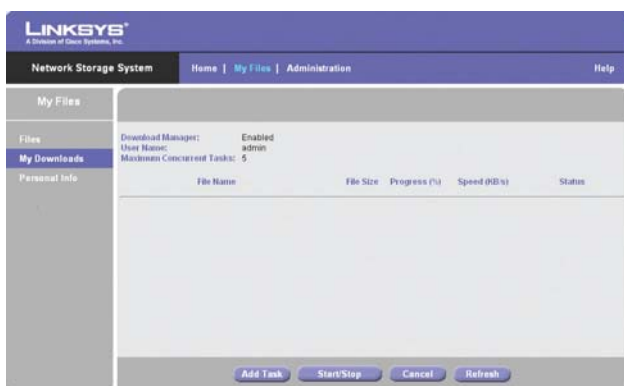 LINKSYS®
A Division of Cisco Systems, Inc.
Network Storage System
Home | My Files | Administration
Help
My Files
Files
My Downloads
Personal Info
Download Manager: Enabled
User Name: admin
Maximum Concurrent Tasks: 5
File Name File Size Progress (%) Speed (KB/s) Status
Add Task Start/Stop Cancel Refresh